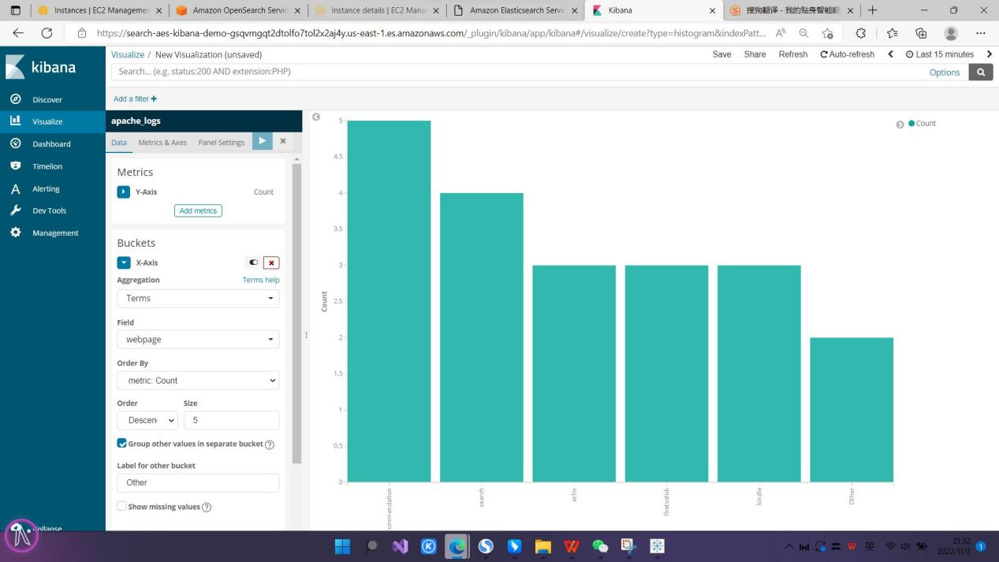 Instances | EC2 Managemen
Amazon OpenSearch Servic
Instance details | EC2 Mana
Amazon Elasticsearch Servic
Kibana
搜狗翻译 - 我的贴身智能翻
https://search-aes-kibana-demo-gsqvmgqt2dtolfo7tol2x2aj4y.us-east-1.es.amazonaws.com/_plugin/kibana/app/kibana#/visualize/create?type=histogram&indexPatt...
kibana
Visualize / New Visualization (unsaved)
Save Share Refresh Auto-refresh Last 15 minutes
Search... (e.g. status:200 AND extension:PHP)
Options
Add a filter +
Discover
Visualize
Dashboard
Timelion
Alerting
Dev Tools
Management
Collapse
apache_logs
Data Metrics & Axes Panel Settings
Metrics
Y-Axis Count
Add metrics
Buckets
X-Axis
Aggregation Terms help
Terms
Field
webpage
Order By
metric: Count
Order Size
Descen 5
Group other values in separate bucket ?
Label for other bucket
Other
Show missing values ?
Count
5
4.5
4
3.5
3
2.5
2
1.5
1
0.5
0
Count
ommendation
search
echo
firetvstick
kindle
Other
英
21:32
2022/11/2
1